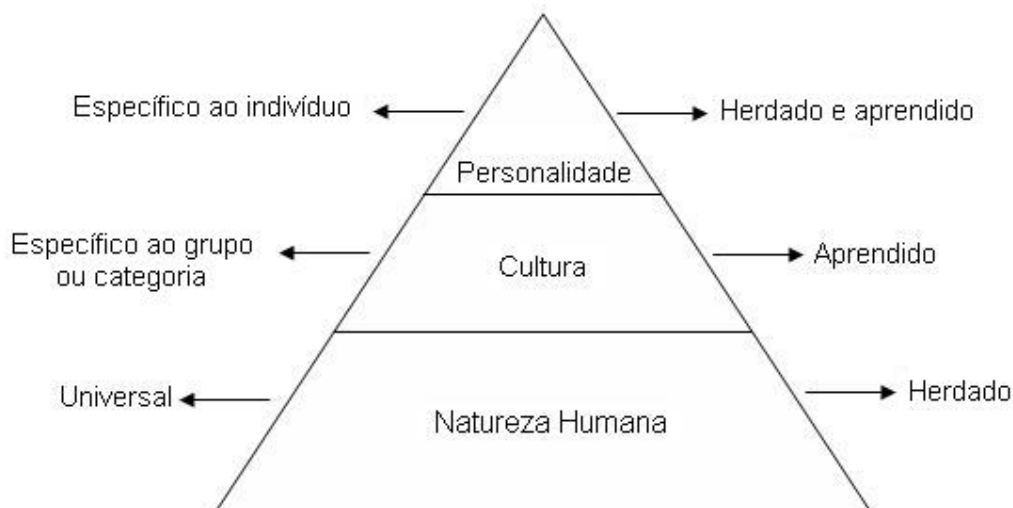 Específico ao indivíduo
Herdado e aprendido
Personalidade
Específico ao grupo
ou categoria
Cultura
Aprendido
Universal
Natureza Humana
Herdado